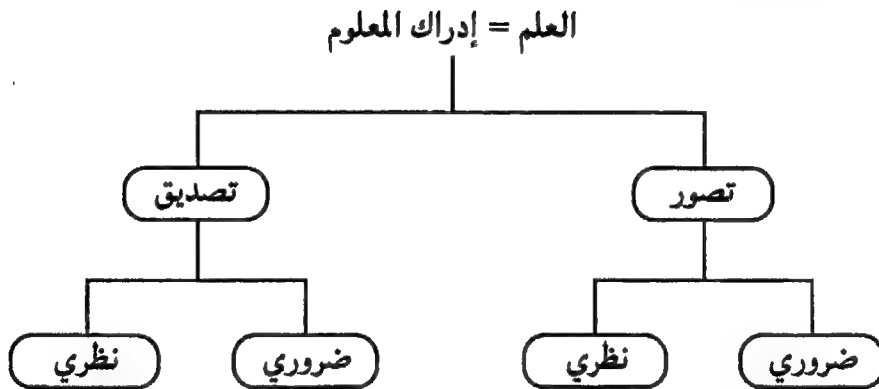 العلم = إدراك المعلوم
تصور تصديق
ضروري نظري ضروري نظري